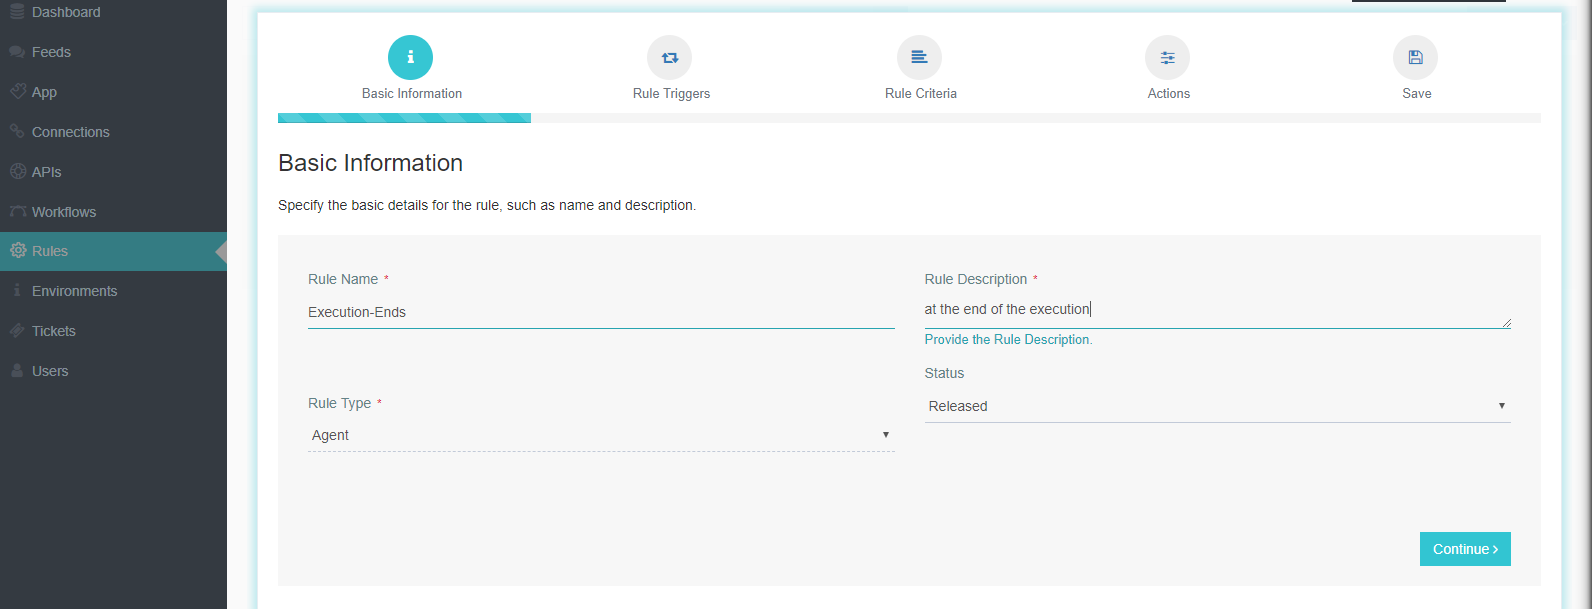 Dashboard
Feeds
App
Connections
APIs
Workflows
Rules
Environments
Tickets
Users
Basic Information
Rule Triggers
Rule Criteria
Actions
Save
Basic Information
Specify the basic details for the rule, such as name and description.
Rule Name *
Execution-Ends
Rule Description *
at the end of the execution
Provide the Rule Description.
Status
Released
Rule Type *
Agent
Continue ›